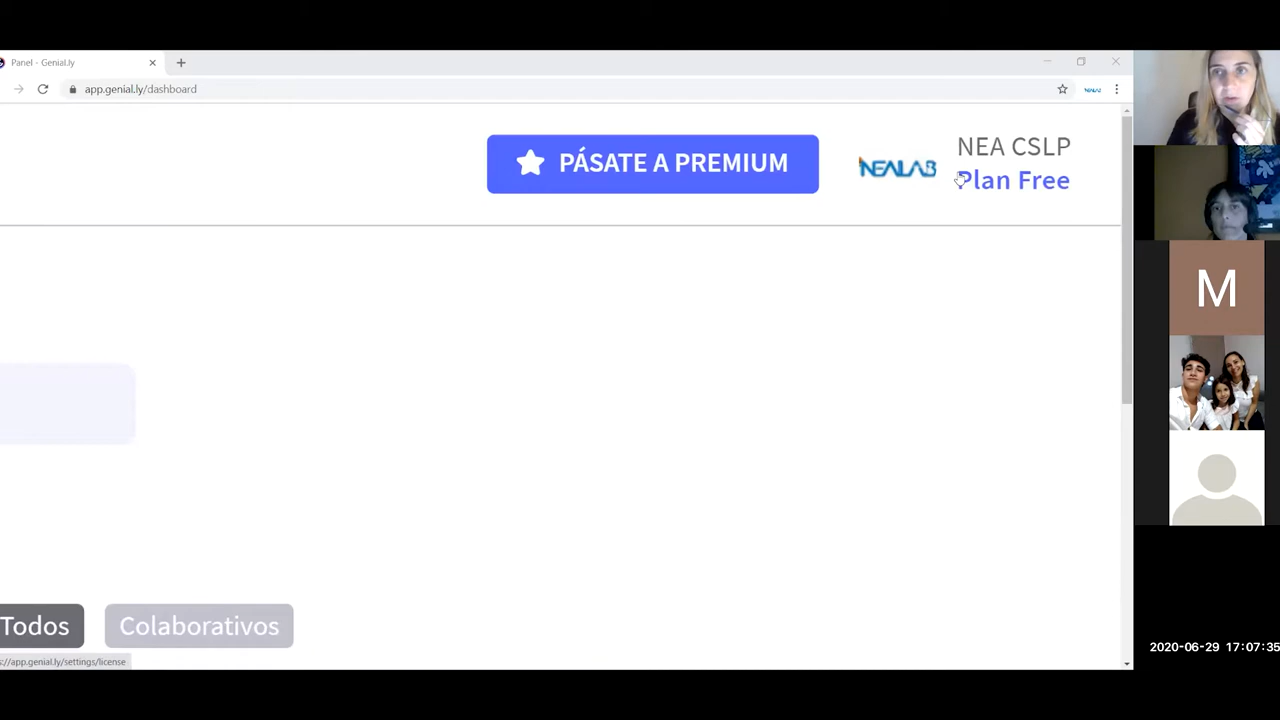 Panel - Genial.ly
app.genial.ly/dashboard
NEALAB
PÁSATE A PREMIUM
NEALAB
NEA CSLP
Plan Free
M
Todos
Colaborativos
s://app.genial.ly/settings/license
2020-06-29 17:07:35